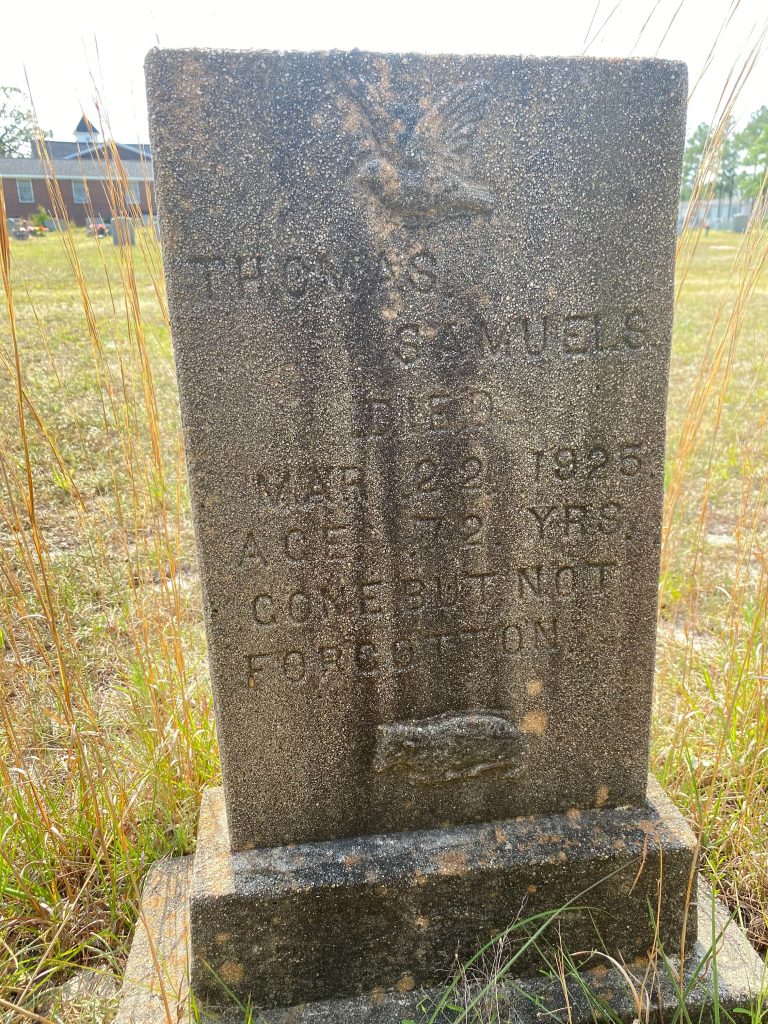 THOMAS
SAMUELS.
DIED.
MAR. 22. 1925.
AGE. 72. YRS.
GONE BUT NOT
FORGOTTON.